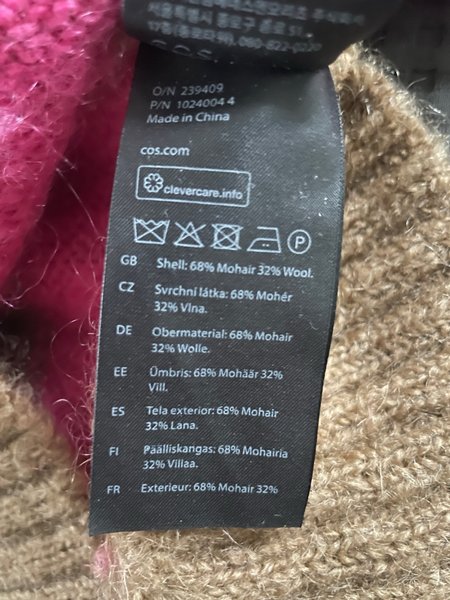 O/N 239409
P/N 1024004 4
Made in China
cos.com
clevercare.info
P
GB Shell: 68% Mohair 32% Wool.
CZ Svrchní látka: 68% Mohér
32% Vlna.
DE Obermaterial: 68% Mohair
32% Wolle.
EE Ümbris: 68% Mohäär 32%
Vill.
ES Tela exterior: 68% Mohair
32% Lana.
FI Päälliskangas: 68% Mohairia
32% Villaa.
FR Exterieur: 68% Mohair 32%